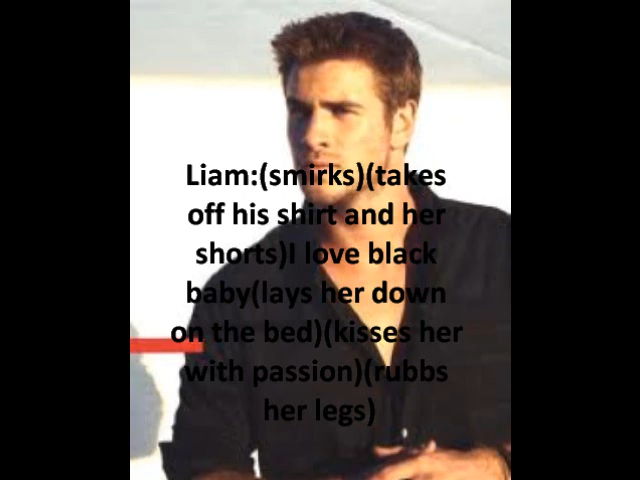 Liam:(smirks)(takes
off his shirt and her
shorts)I love black
baby(lays her down
on the bed)(kisses her
with passion)(rubbs
her legs)